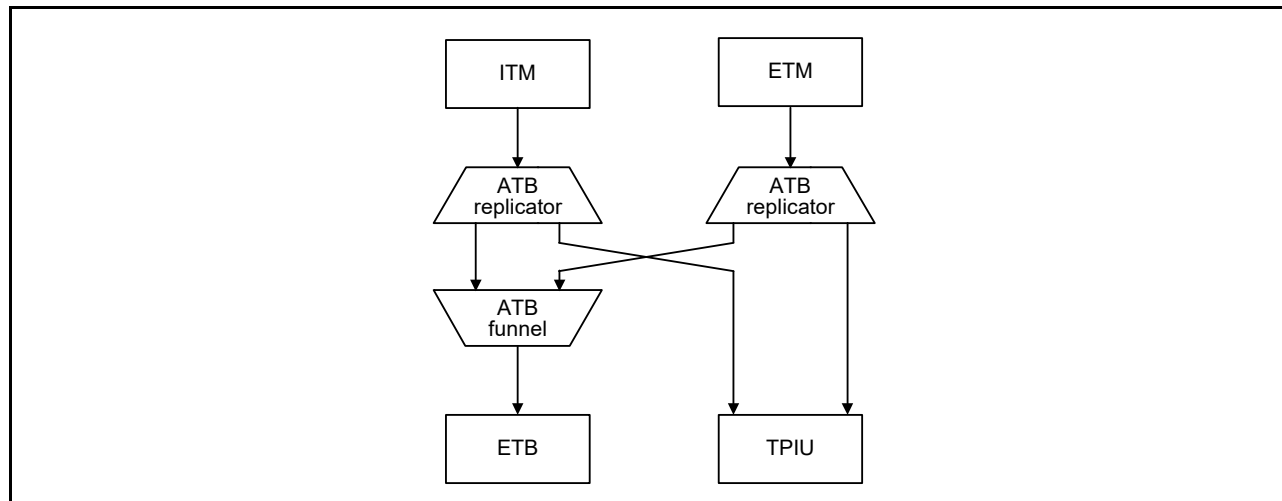 ITM
ETM
ATB
replicator
ATB
replicator
ATB
funnel
ETB
TPIU